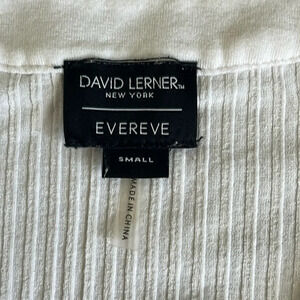 DAVID LERNER™
NEW YORK
EVEREVE
SMALL
MADE IN CHINA